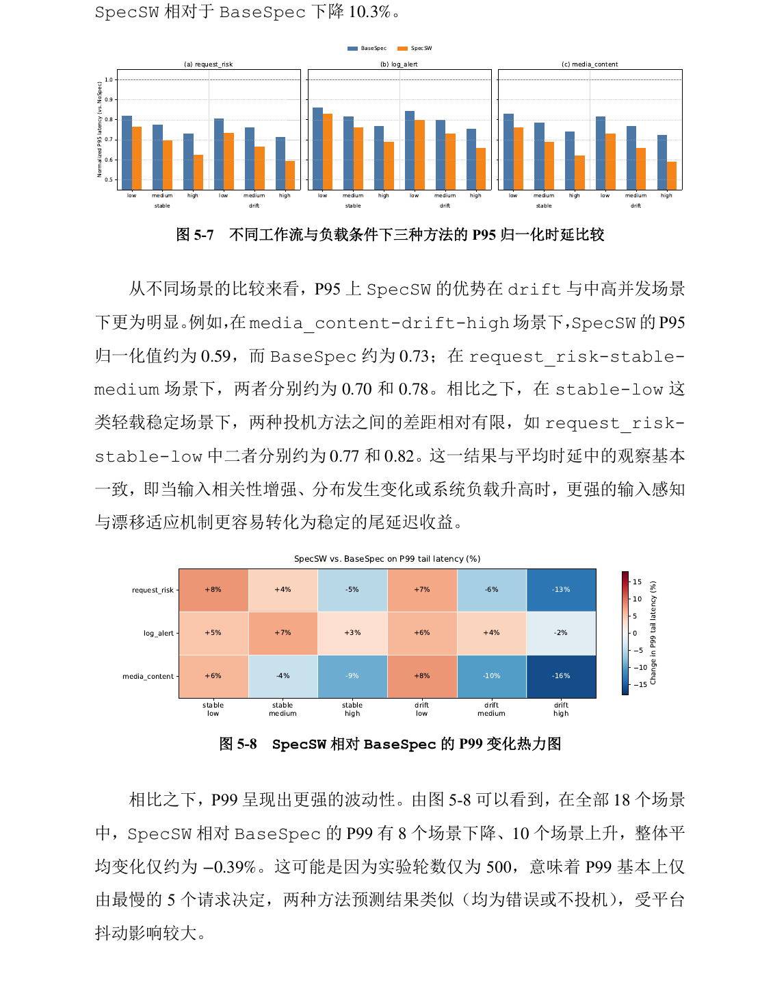 SpecSW 相对于 BaseSpec 下降 10.3%。
BaseSpec SpecSW
(a) request_risk (b) log_alert (c) media_content
Normalized P95 latency (vs. NoSpec)
1.0
0.9
0.8
0.7
0.6
0.5
low medium high low medium high low medium high low medium high low medium high low medium high
stable drift stable drift stable drift
图 5-7 不同工作流与负载条件下三种方法的 P95 归一化时延比较
从不同场景的比较来看，P95 上 SpecSW 的优势在 drift 与中高并发场景
下更为明显。例如，在 media_content-drift-high 场景下，SpecSW 的 P95
归一化值约为 0.59，而 BaseSpec 约为 0.73；在 request_risk-stable-
medium 场景下，两者分别约为 0.70 和 0.78。相比之下，在 stable-low 这
类轻载稳定场景下，两种投机方法之间的差距相对有限，如 request_risk-
stable-low 中二者分别约为 0.77 和 0.82。这一结果与平均时延中的观察基本
一致，即当输入相关性增强、分布发生变化或系统负载升高时，更强的输入感知
与漂移适应机制更容易转化为稳定的尾延迟收益。
SpecSW vs. BaseSpec on P99 tail latency (%)
request_risk +8% +4% -5% +7% -6% -13%
log_alert +5% +7% +3% +6% +4% -2%
media_content +6% -4% -9% +8% -10% -16%
stable stable stable drift drift drift
low medium high low medium high
15
10
5
0
−5
−10
−15
Change in P99 tail latency (%)
图 5-8 SpecSW 相对 BaseSpec 的 P99 变化热力图
相比之下，P99 呈现出更强的波动性。由图 5-8 可以看到，在全部 18 个场景
中，SpecSW 相对 BaseSpec 的 P99 有 8 个场景下降、10 个场景上升，整体平
均变化仅约为 –0.39%。这可能是因为实验轮数仅为 500，意味着 P99 基本上仅
由最慢的 5 个请求决定，两种方法预测结果类似（均为错误或不投机），受平台
抖动影响较大。